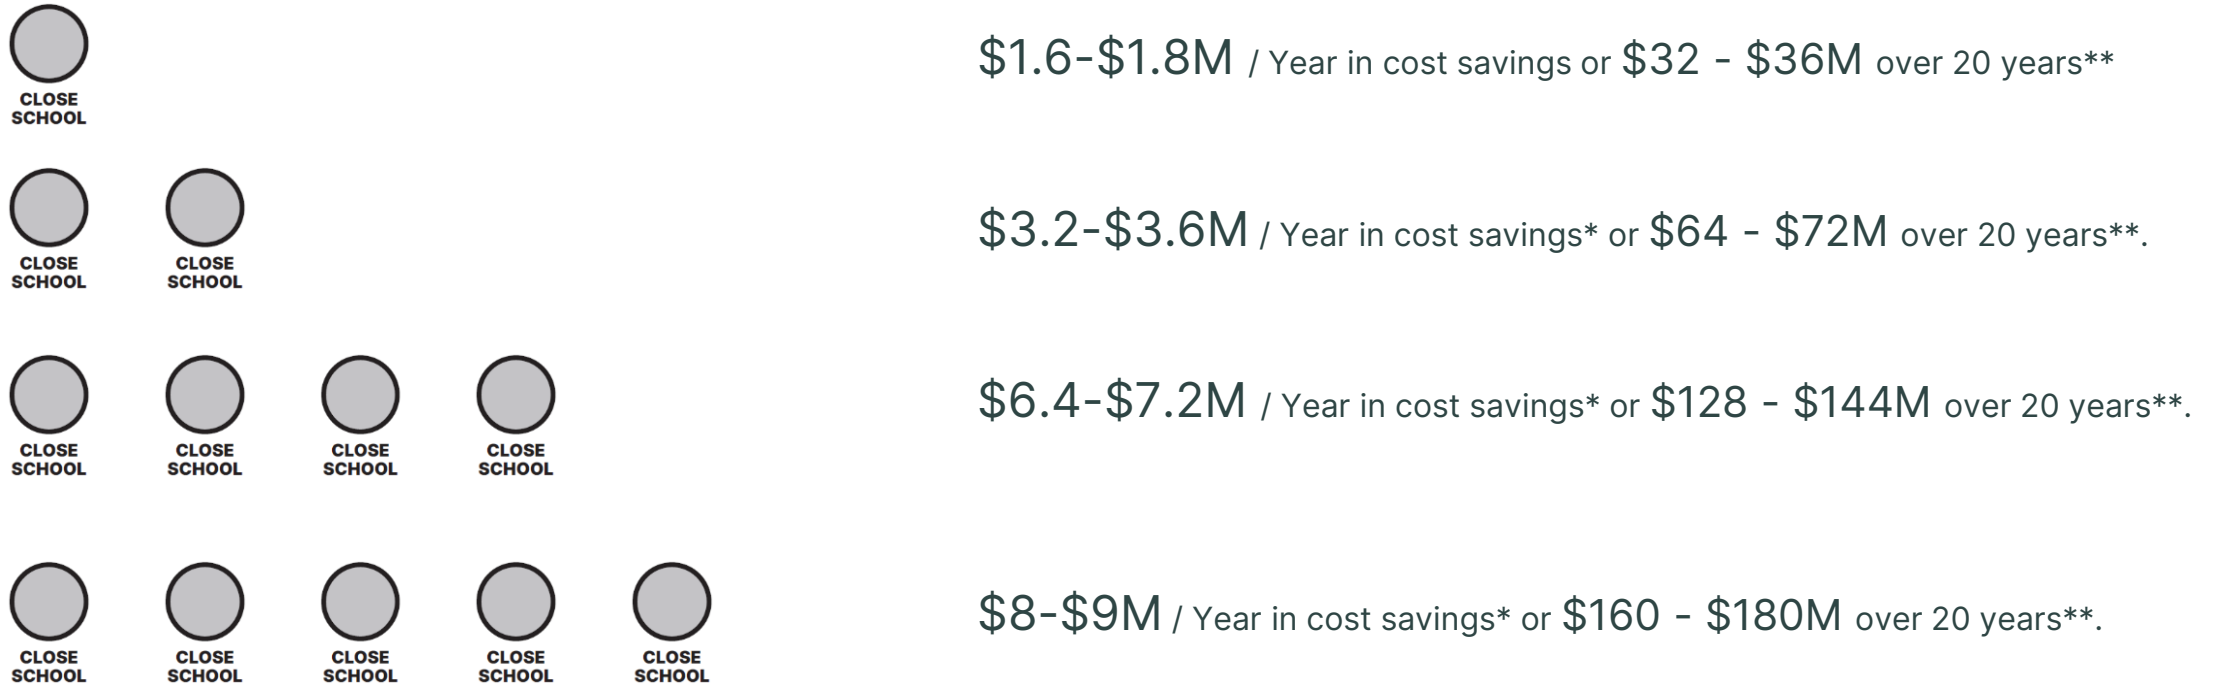 CLOSE
SCHOOL
$1.6-$1.8M / Year in cost savings or $32 - $36M over 20 years**
CLOSE CLOSE
SCHOOL SCHOOL
$3.2-$3.6M / Year in cost savings* or $64 - $72M over 20 years**.
CLOSE CLOSE CLOSE CLOSE
SCHOOL SCHOOL SCHOOL SCHOOL
$6.4-$7.2M / Year in cost savings* or $128 - $144M over 20 years**.
CLOSE CLOSE CLOSE CLOSE CLOSE
SCHOOL SCHOOL SCHOOL SCHOOL SCHOOL
$8-$9M / Year in cost savings* or $160 - $180M over 20 years**.